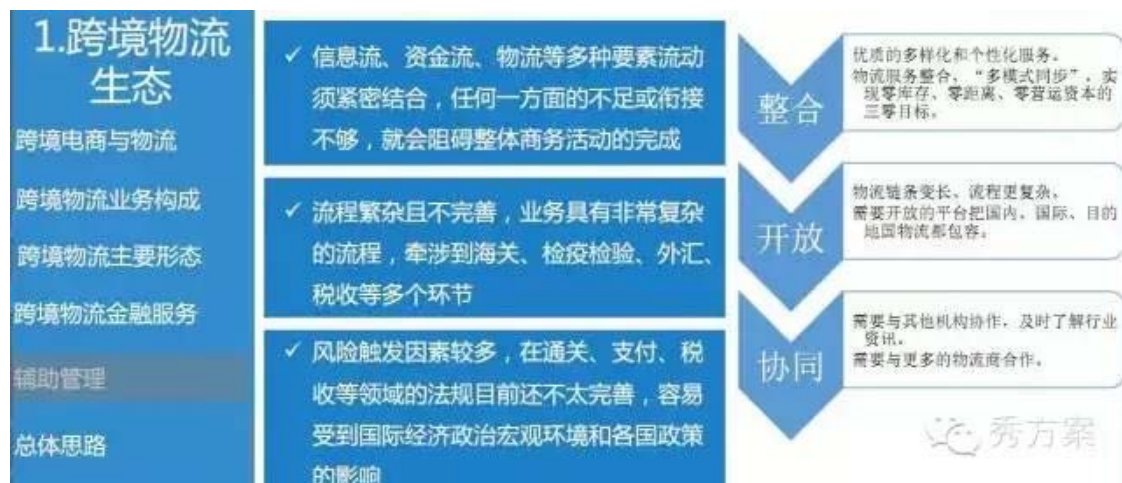 1.跨境物流
生态
跨境电商与物流
跨境物流业务构成
跨境物流主要形态
跨境物流金融服务
辅助管理
总体思路
✓ 信息流、资金流、物流等多种要素流动
须紧密结合，任何一方面的不足或衔接
不够，就会阻碍整体商务活动的完成
✓ 流程繁杂且不完善，业务具有非常复杂
的流程，牵涉到海关、检疫检验、外汇、
税收等多个环节
✓ 风险触发因素较多，在通关、支付、税
收等领域的法规目前还不太完善，容易
受到国际经济政治宏观环境和各国政策
的影响
整合
优质的多样化和个性化服务。
物流服务整合，“多模式同步”，实
现零库存、零距离、零营运资本的
三零目标。
开放
物流链条变长、流程更复杂、
需要开放的平台把国内、国际、目的
地国物流都包容。
协同
需要与其他机构协作，及时了解行业
资讯。
需要与更多的物流商合作。
秀方案